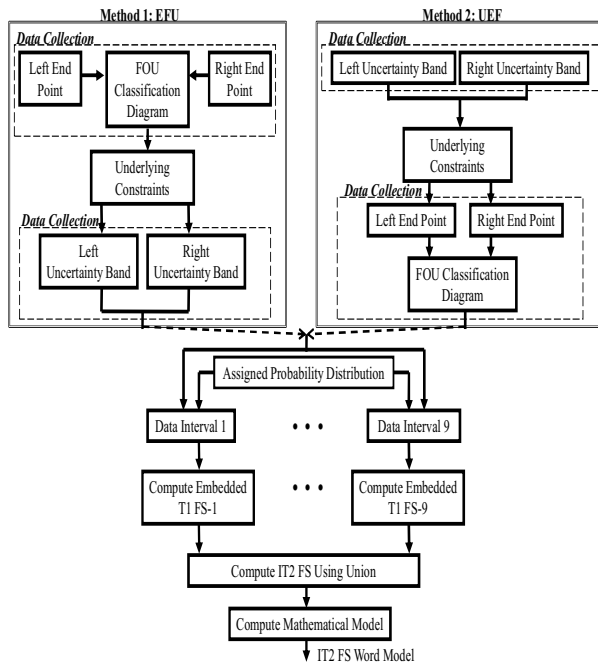 Method 1: EFU
Data Collection
Left End
Point
FOU
Classification
Diagram
Right End
Point
Underlying
Constraints
Data Collection
Left
Uncertainty Band
Right
Uncertainty Band
Method 2: UEF
Data Collection
Left Uncertainty Band
Right Uncertainty Band
Underlying
Constraints
Data Collection
Left End Point
Right End Point
FOU Classification
Diagram
Assigned Probability Distribution
Data Interval 1
• • •
Data Interval 9
Compute Embedded
T1 FS-1
• • •
Compute Embedded
T1 FS-9
Compute IT2 FS Using Union
Compute Mathematical Model
IT2 FS Word Model